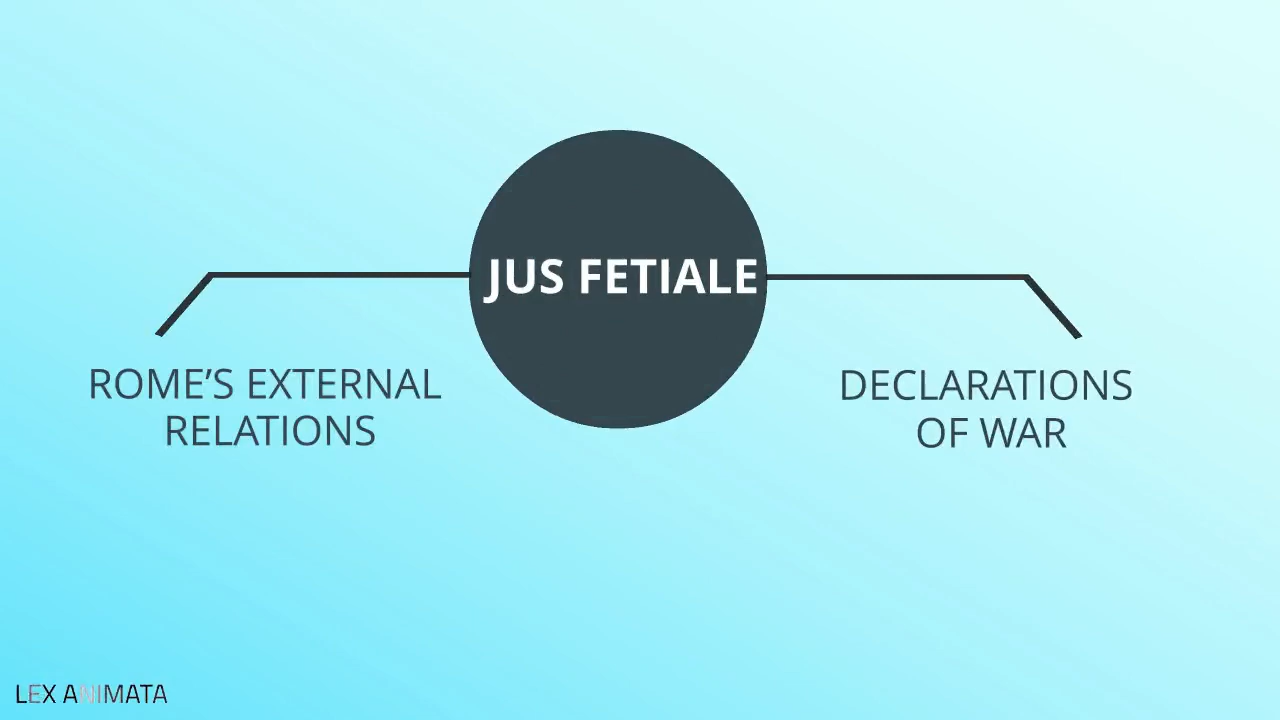 JUS FETIALE
ROME'S EXTERNAL
RELATIONS
DECLARATIONS
OF WAR
LEX ANIMATA